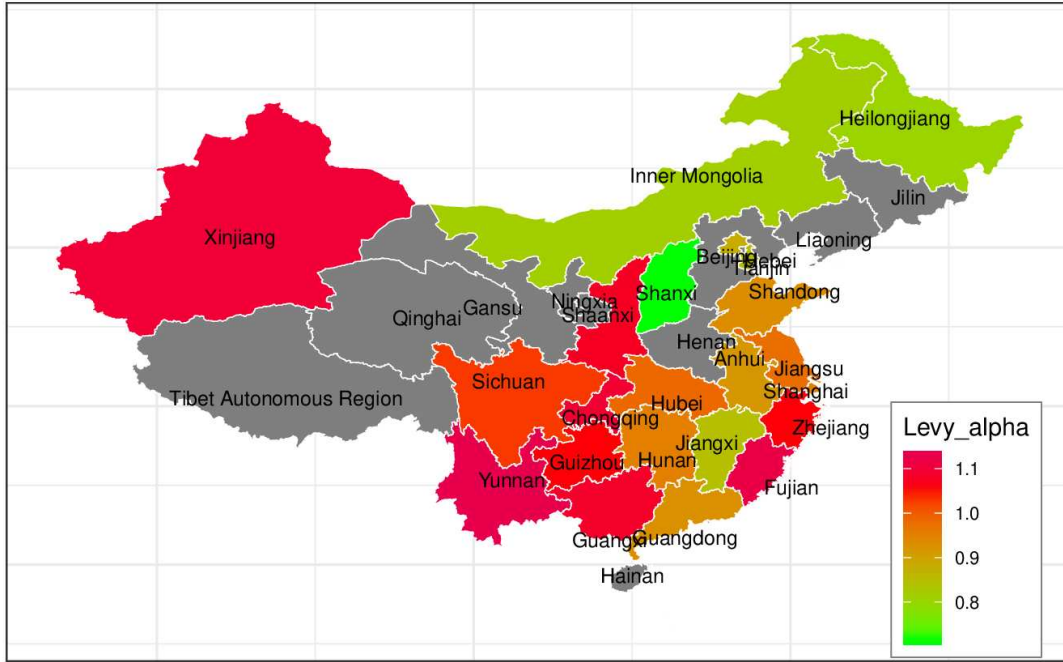 Heilongjiang
Inner Mongolia
Jilin
Xinjiang
Liaoning
Beijing
Hebei
Tianjin
Shanxi
Shandong
Ningxia
Gansu
Shaanxi
Qinghai
Henan
Anhui
Jiangsu
Sichuan
Shanghai
Tibet Autonomous Region
Hubei
Chongqing
Zhejiang
Jiangxi
Guizhou
Hunan
Yunnan
Fujian
Guangxi
Guangdong
Hainan
Levy_alpha
1.1
1.0
0.9
0.8